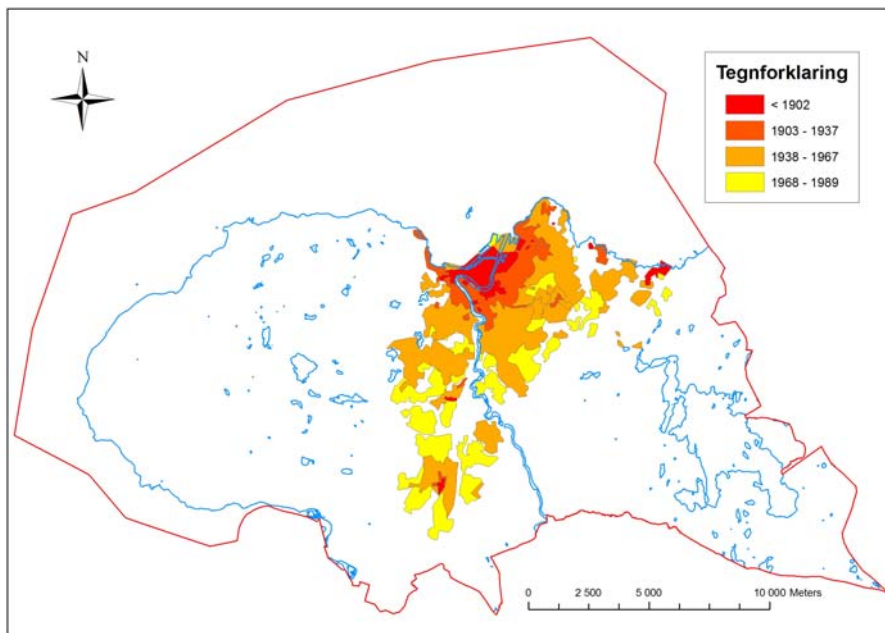 N
Tegnforklaring
< 1902
1903 - 1937
1938 - 1967
1968 - 1989
0 2 500 5 000 10 000 Meters